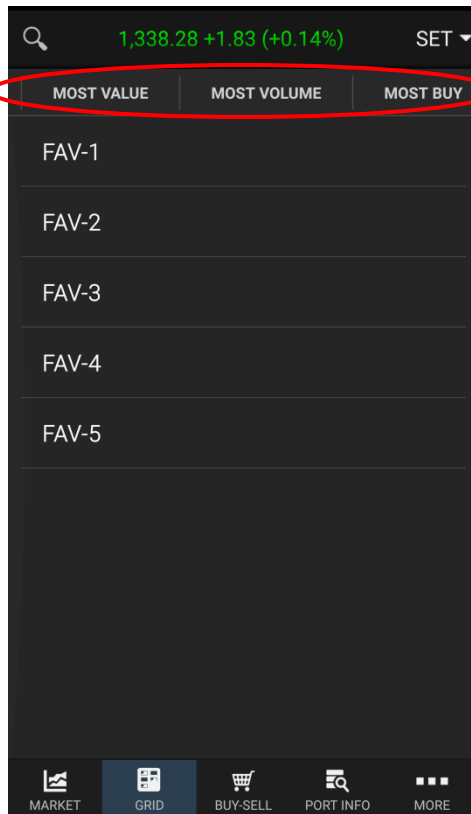 1,338.28 +1.83 (+0.14%) SET
MOST VALUE MOST VOLUME MOST BUY
FAV-1
FAV-2
FAV-3
FAV-4
FAV-5
MARKET GRID BUY-SELL PORT INFO MORE